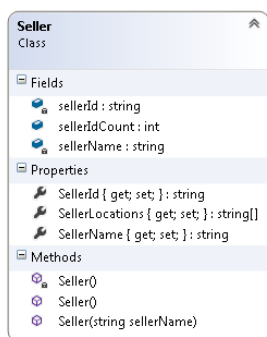 Seller
Class
Fields
sellerId : string
sellerIdCount : int
sellerName : string
Properties
SellerId { get; set; } : string
SellerLocations { get; set; } : string[]
SellerName { get; set; } : string
Methods
Seller()
Seller()
Seller(string sellerName)